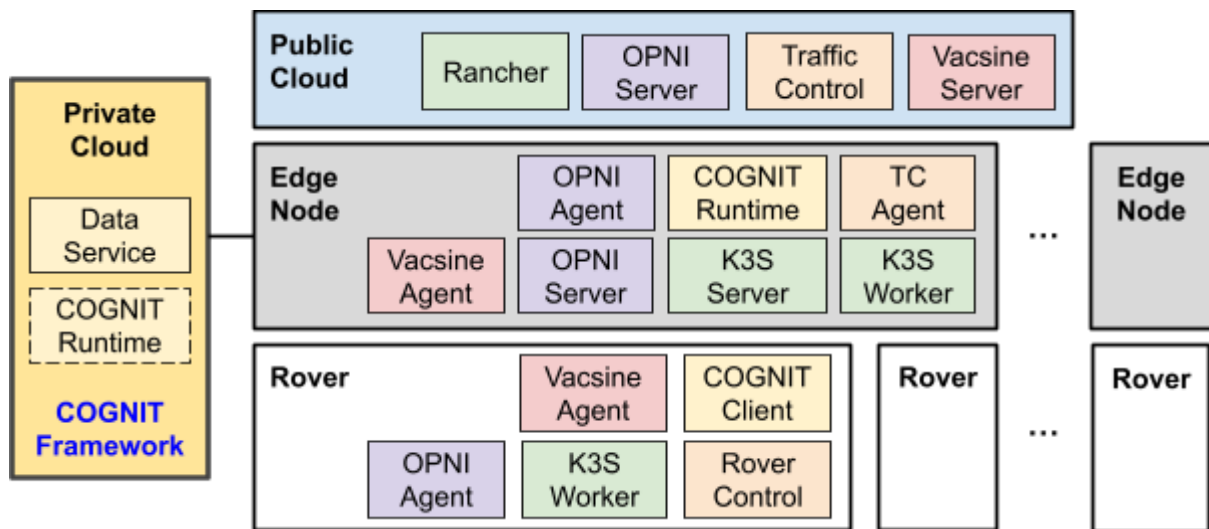 Private
Cloud
Data
Service
COGNIT
Runtime
COGNIT
Framework
Public
Cloud
Rancher
OPNI
Server
Traffic
Control
Vacsine
Server
Edge
Node
OPNI
Agent
COGNIT
Runtime
TC
Agent
Vacsine
Agent
OPNI
Server
K3S
Server
K3S
Worker
...
Edge
Node
Rover
Vacsine
Agent
COGNIT
Client
OPNI
Agent
K3S
Worker
Rover
Control
Rover
...
Rover